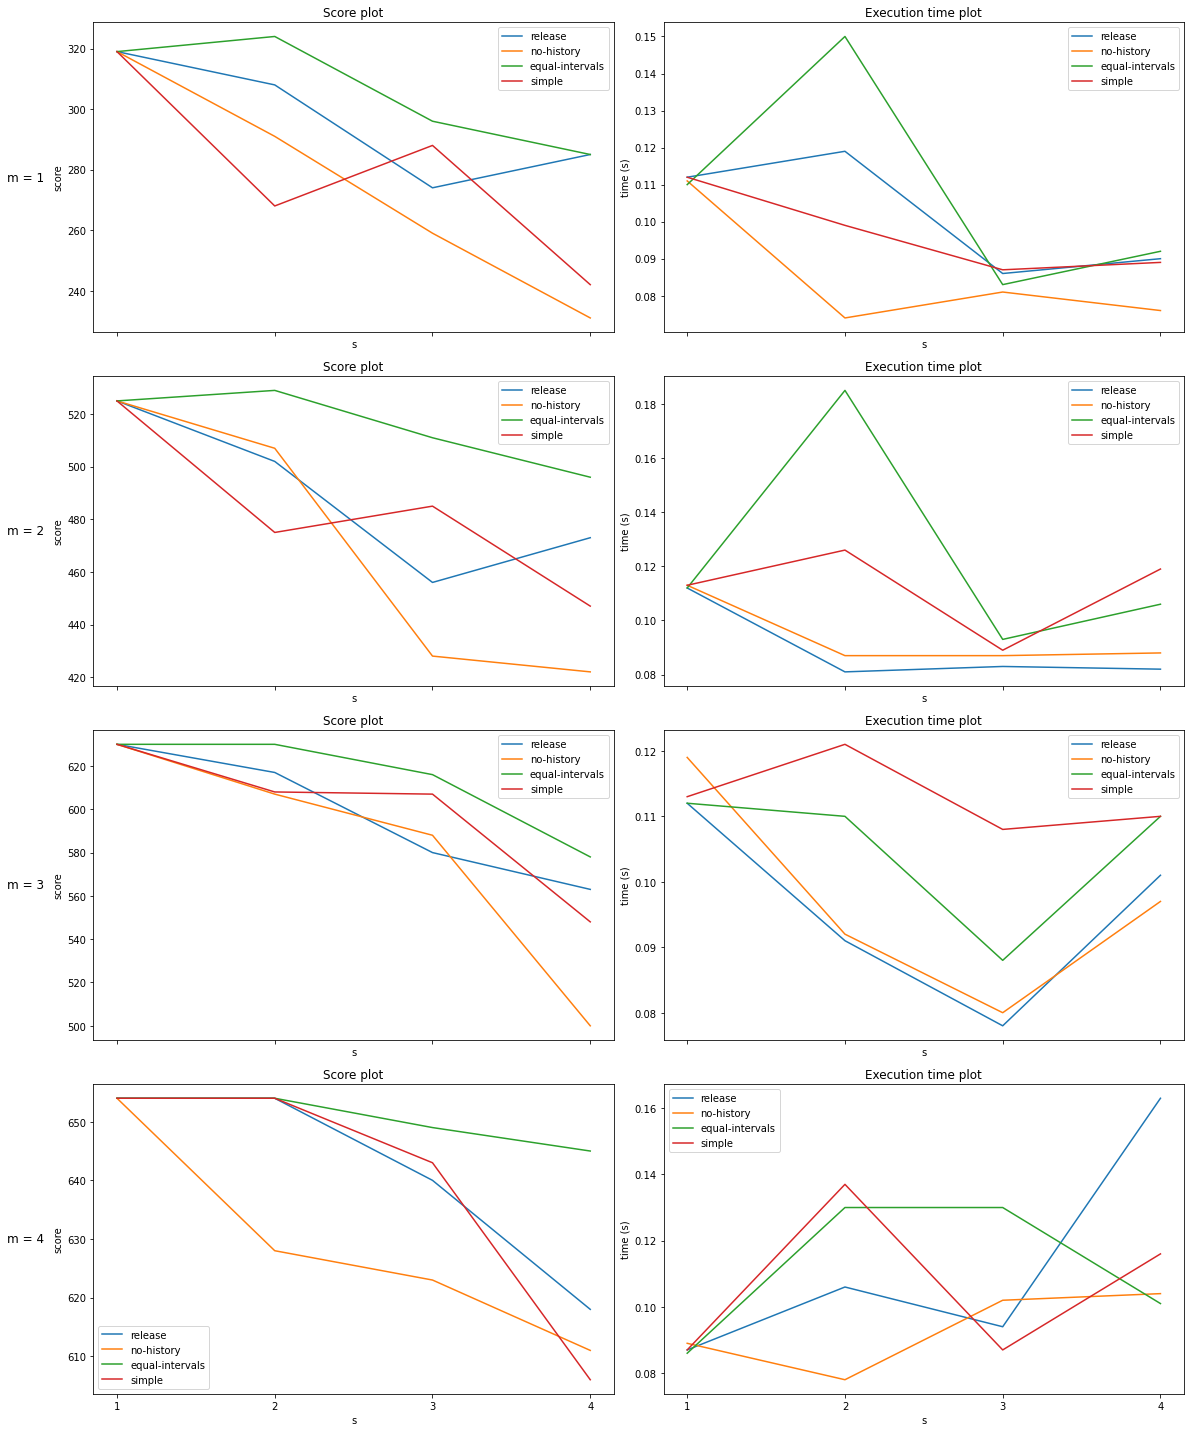 Score plot
320
300
280
260
240
m = 1
score
s
release
no-history
equal-intervals
simple
Execution time plot
0.15
0.14
0.13
0.12
0.11
0.10
0.09
0.08
time (s)
s
release
no-history
equal-intervals
simple
Score plot
520
500
480
460
440
420
m = 2
score
s
release
no-history
equal-intervals
simple
Execution time plot
0.18
0.16
0.14
0.12
0.10
0.08
time (s)
s
release
no-history
equal-intervals
simple
Score plot
620
600
580
560
540
520
500
m = 3
score
s
release
no-history
equal-intervals
simple
Execution time plot
0.12
0.11
0.10
0.09
0.08
time (s)
s
release
no-history
equal-intervals
simple
Score plot
650
640
630
620
610
m = 4
score
release
no-history
equal-intervals
simple
1 2 3 4
s
Execution time plot
0.16
0.14
0.12
0.10
0.08
time (s)
release
no-history
equal-intervals
simple
1 2 3 4
s